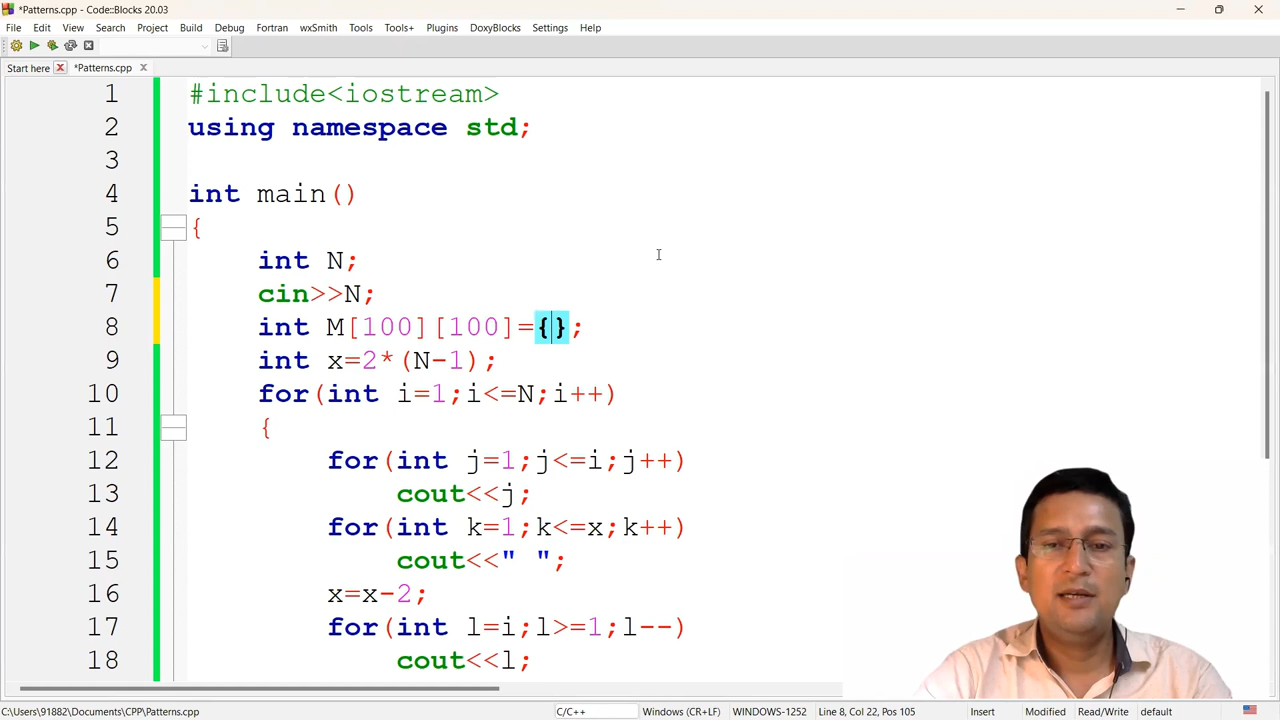 *Patterns.cpp - Code::Blocks 20.03
File Edit View Search Project Build Debug Fortran wxSmith Tools Tools+ Plugins DoxyBlocks Settings Help
Start here *Patterns.cpp
1 #include<iostream>
2 using namespace std;
3
4 int main()
5 {
6 int N;
7 cin>>N;
8 int M[100][100]={};
9 int x=2*(N-1);
10 for(int i=1;i<=N;i++)
11 {
12 for(int j=1;j<=i;j++)
13 cout<<j;
14 for(int k=1;k<=x;k++)
15 cout<<" ";
16 x=x-2;
17 for(int l=i;l>=1;l--)
18 cout<<l;
C:\Users\91882\Documents\CPP\Patterns.cpp C/C++ Windows (CR+LF) WINDOWS-1252 Line 8, Col 22, Pos 105 Insert Modified Read/Write default